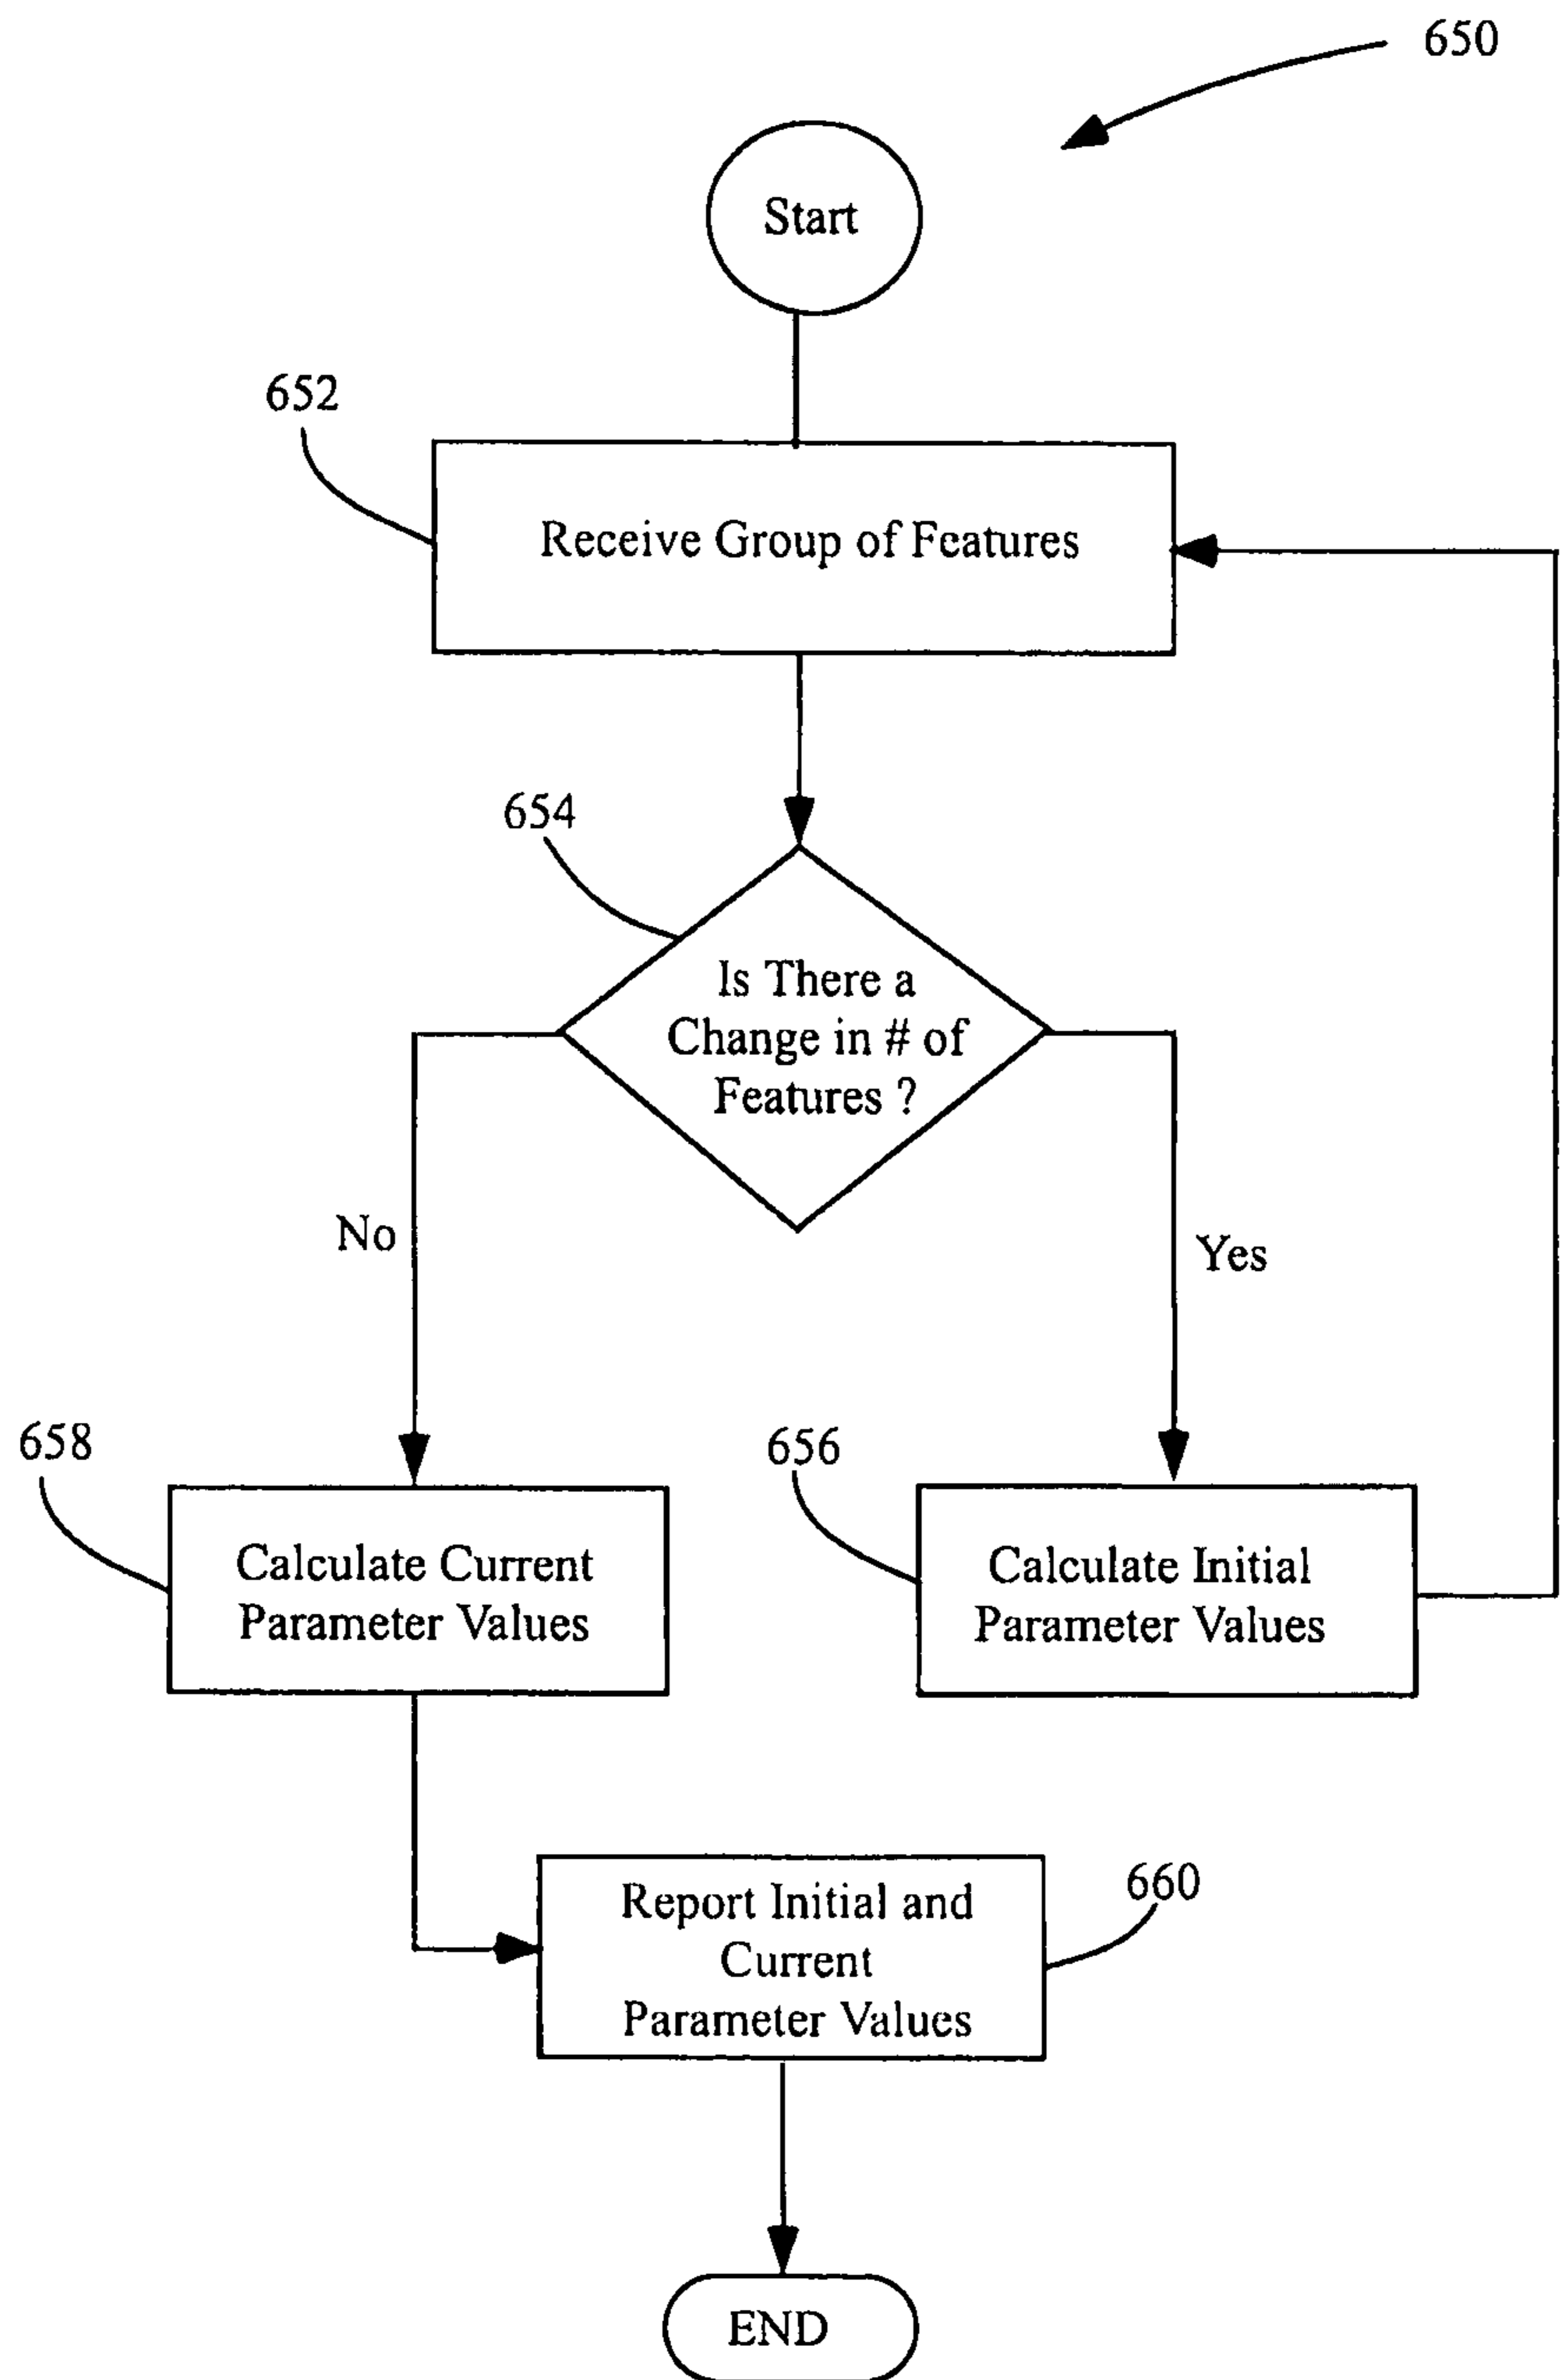 650
Start
652
Receive Group of Features
654
Is There a
Change in # of
Features ?
No
Yes
658
656
Calculate Current
Parameter Values
Calculate Initial
Parameter Values
Report Initial and
Current
Parameter Values
660
END